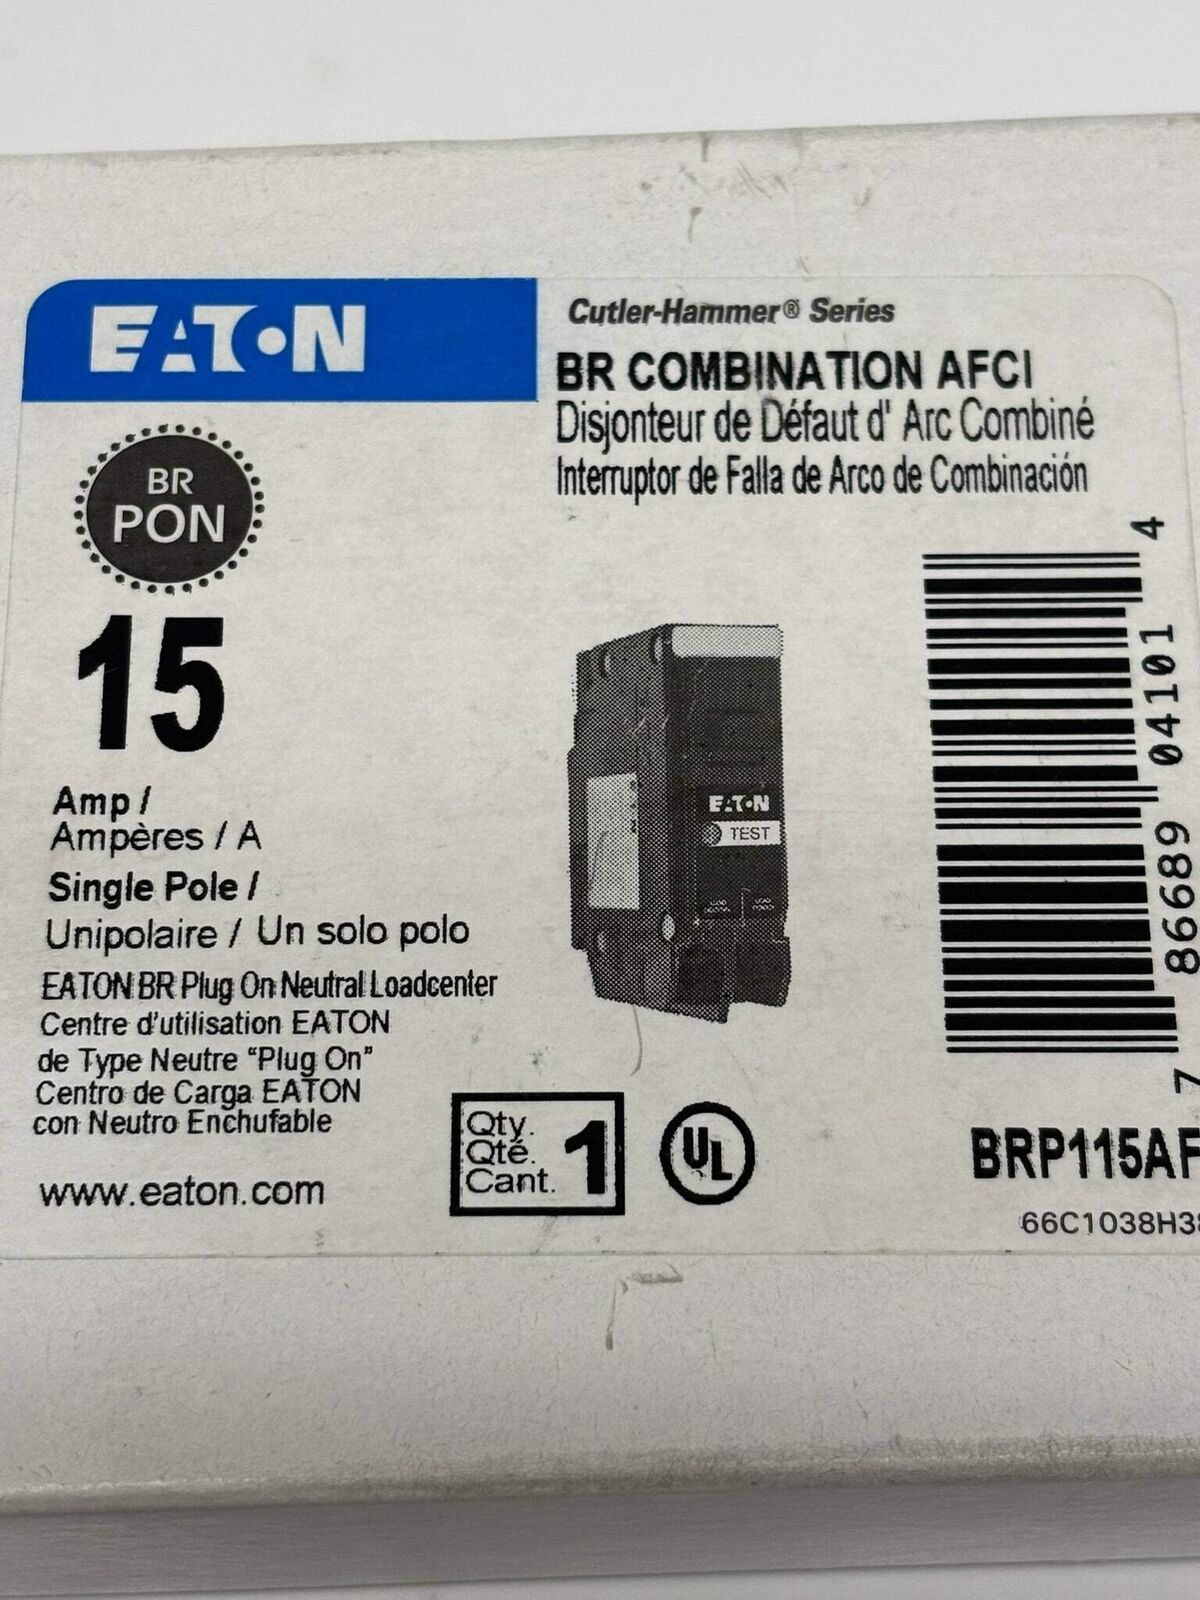 EATON
Cutler-Hammer® Series
BR COMBINATION AFCI
Disjonteur de Défaut d' Arc Combiné
Interruptor de Falla de Arco de Combinación
BR
PON
15
Amp /
Ampères / A
Single Pole /
Unipolaire / Un solo polo
EATON BR Plug On Neutral Loadcenter
Centre d'utilisation EATON
de Type Neutre "Plug On"
Centro de Carga EATON
con Neutro Enchufable
www.eaton.com
EATON
TEST
Qty.
Qté.
Cant.
1
UL
7 86689 04101 4
BRP115AF
66C1038H38